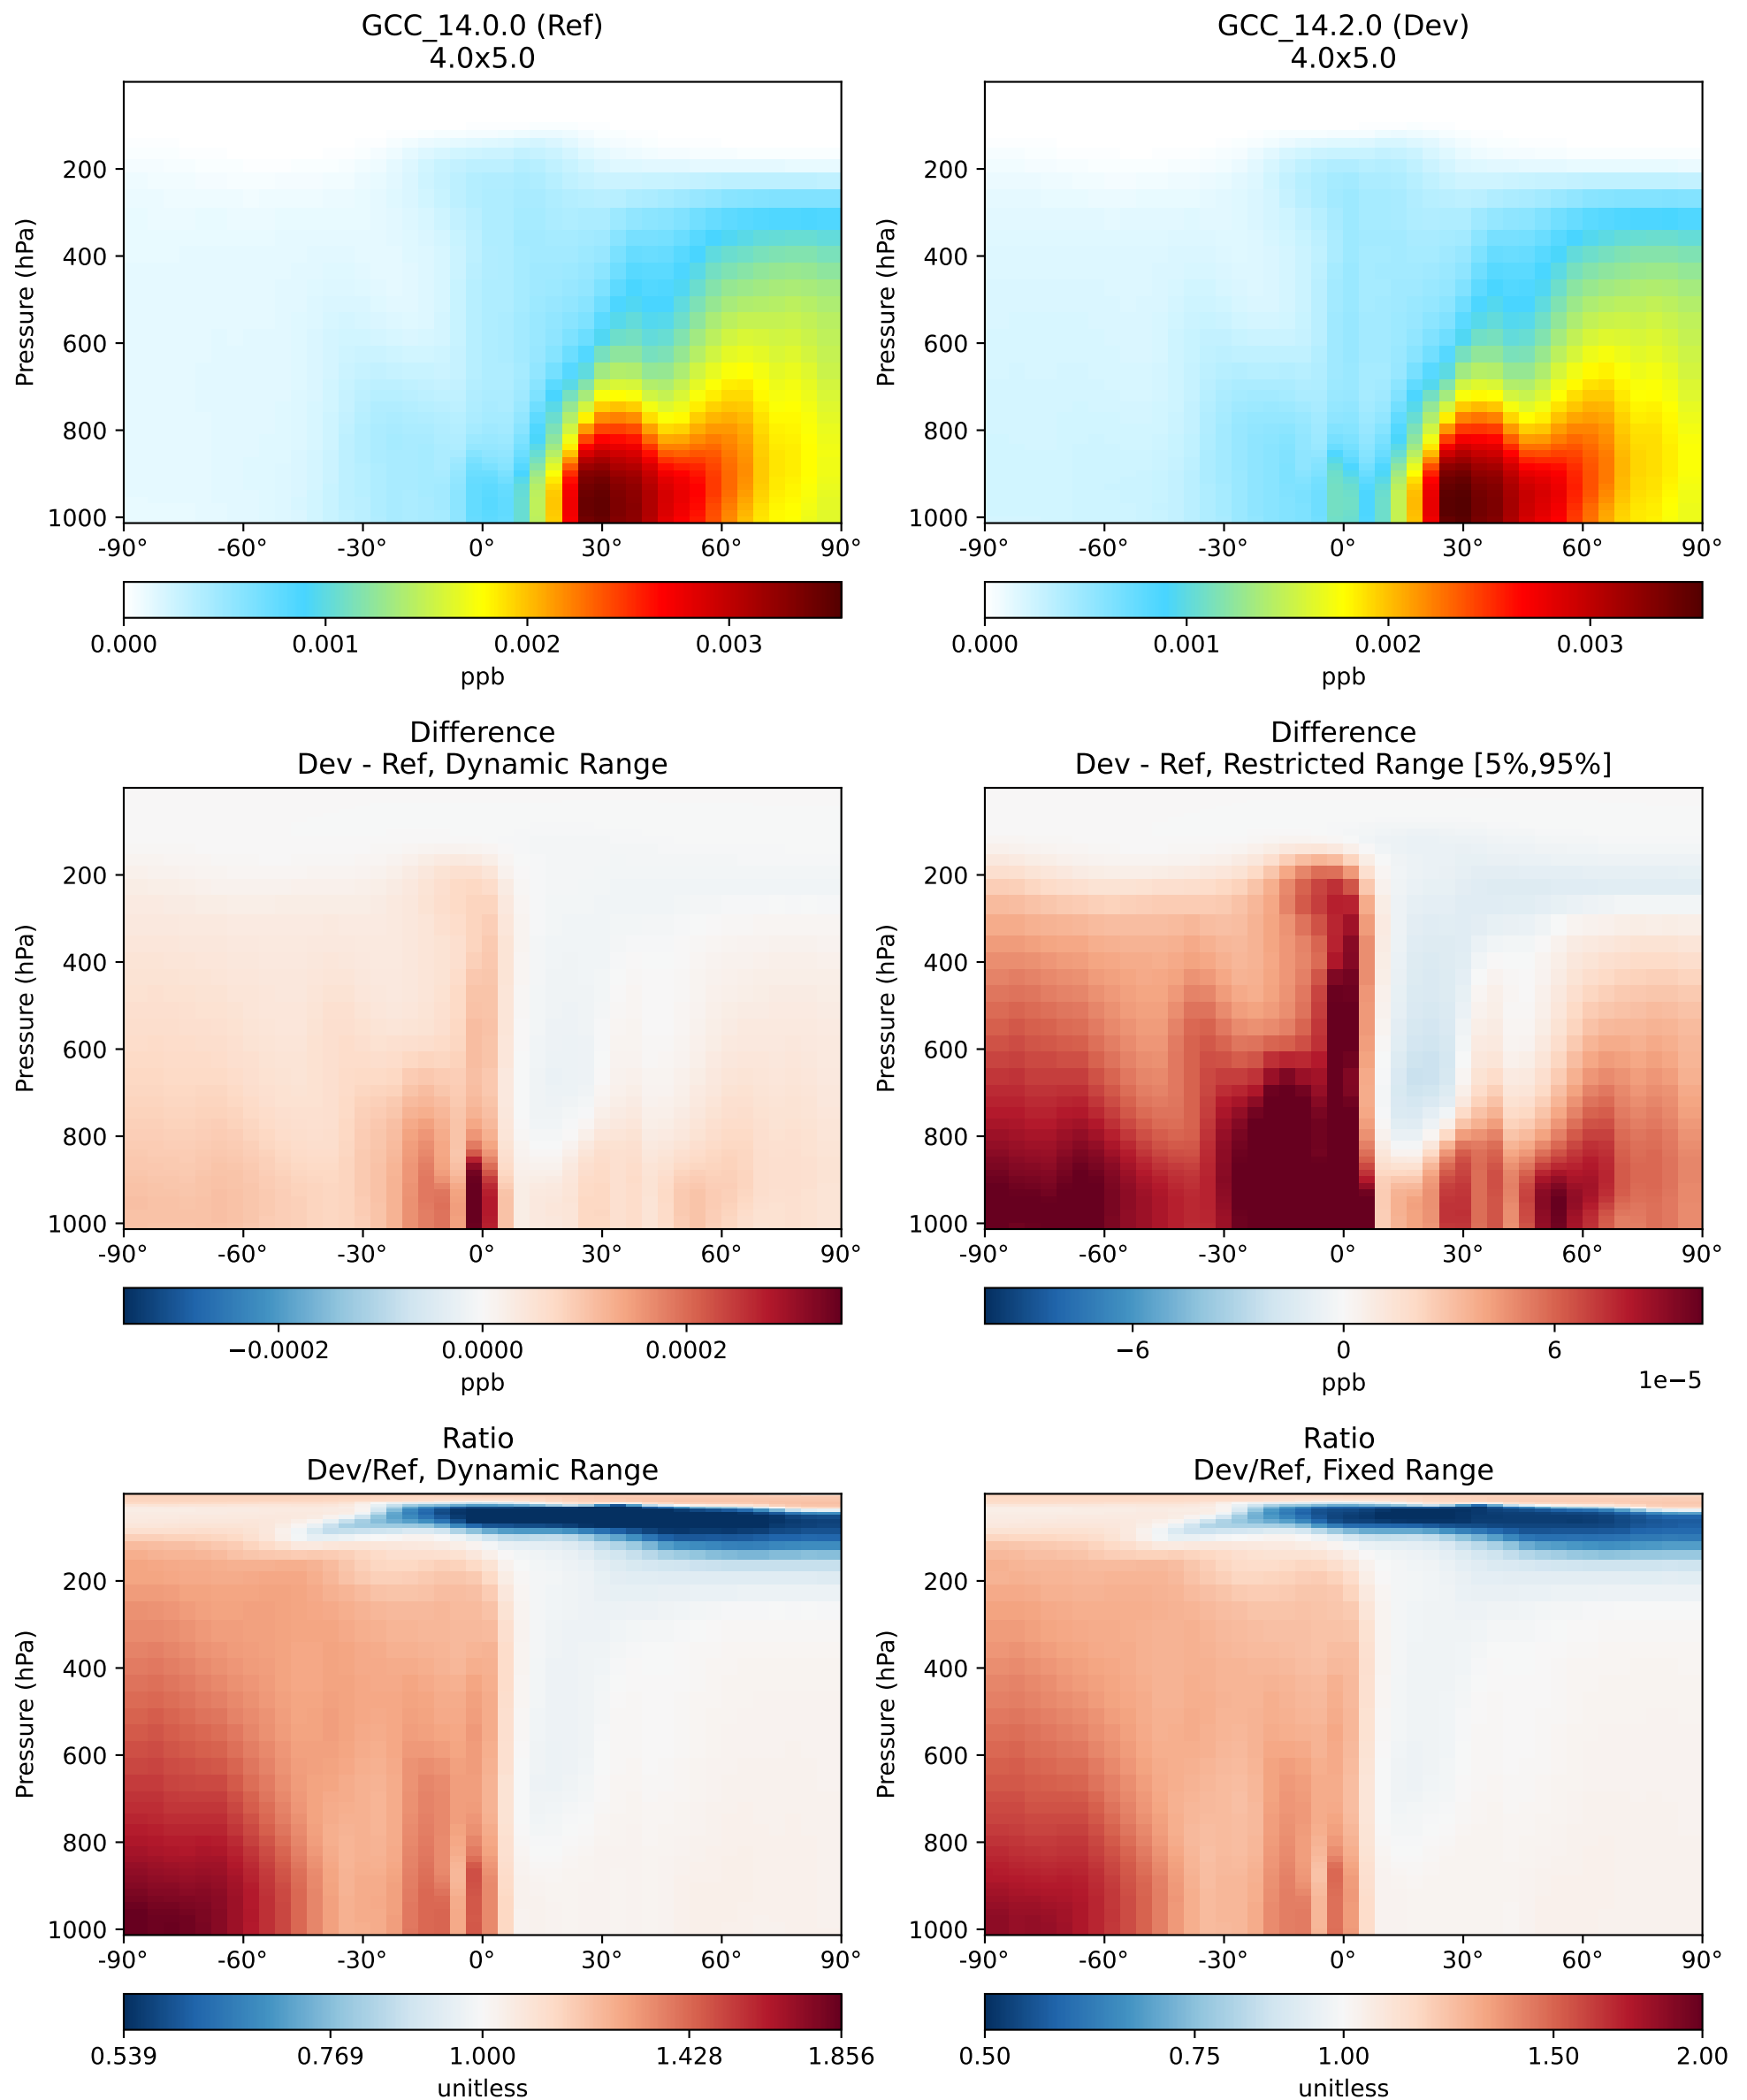 GCC_14.0.0 (Ref)
4.0x5.0
Pressure (hPa)
200
400
600
800
1000
-90° -60° -30° 0° 30° 60° 90°
0.000 0.001 0.002 0.003
ppb
GCC_14.2.0 (Dev)
4.0x5.0
Pressure (hPa)
200
400
600
800
1000
-90° -60° -30° 0° 30° 60° 90°
0.000 0.001 0.002 0.003
ppb
Difference
Dev - Ref, Dynamic Range
Pressure (hPa)
200
400
600
800
1000
-90° -60° -30° 0° 30° 60° 90°
−0.0002 0.0000 0.0002
ppb
Difference
Dev - Ref, Restricted Range [5%,95%]
Pressure (hPa)
200
400
600
800
1000
-90° -60° -30° 0° 30° 60° 90°
−6 0 6
ppb
1e−5
Ratio
Dev/Ref, Dynamic Range
Pressure (hPa)
200
400
600
800
1000
-90° -60° -30° 0° 30° 60° 90°
0.539 0.769 1.000 1.428 1.856
unitless
Ratio
Dev/Ref, Fixed Range
Pressure (hPa)
200
400
600
800
1000
-90° -60° -30° 0° 30° 60° 90°
0.50 0.75 1.00 1.50 2.00
unitless